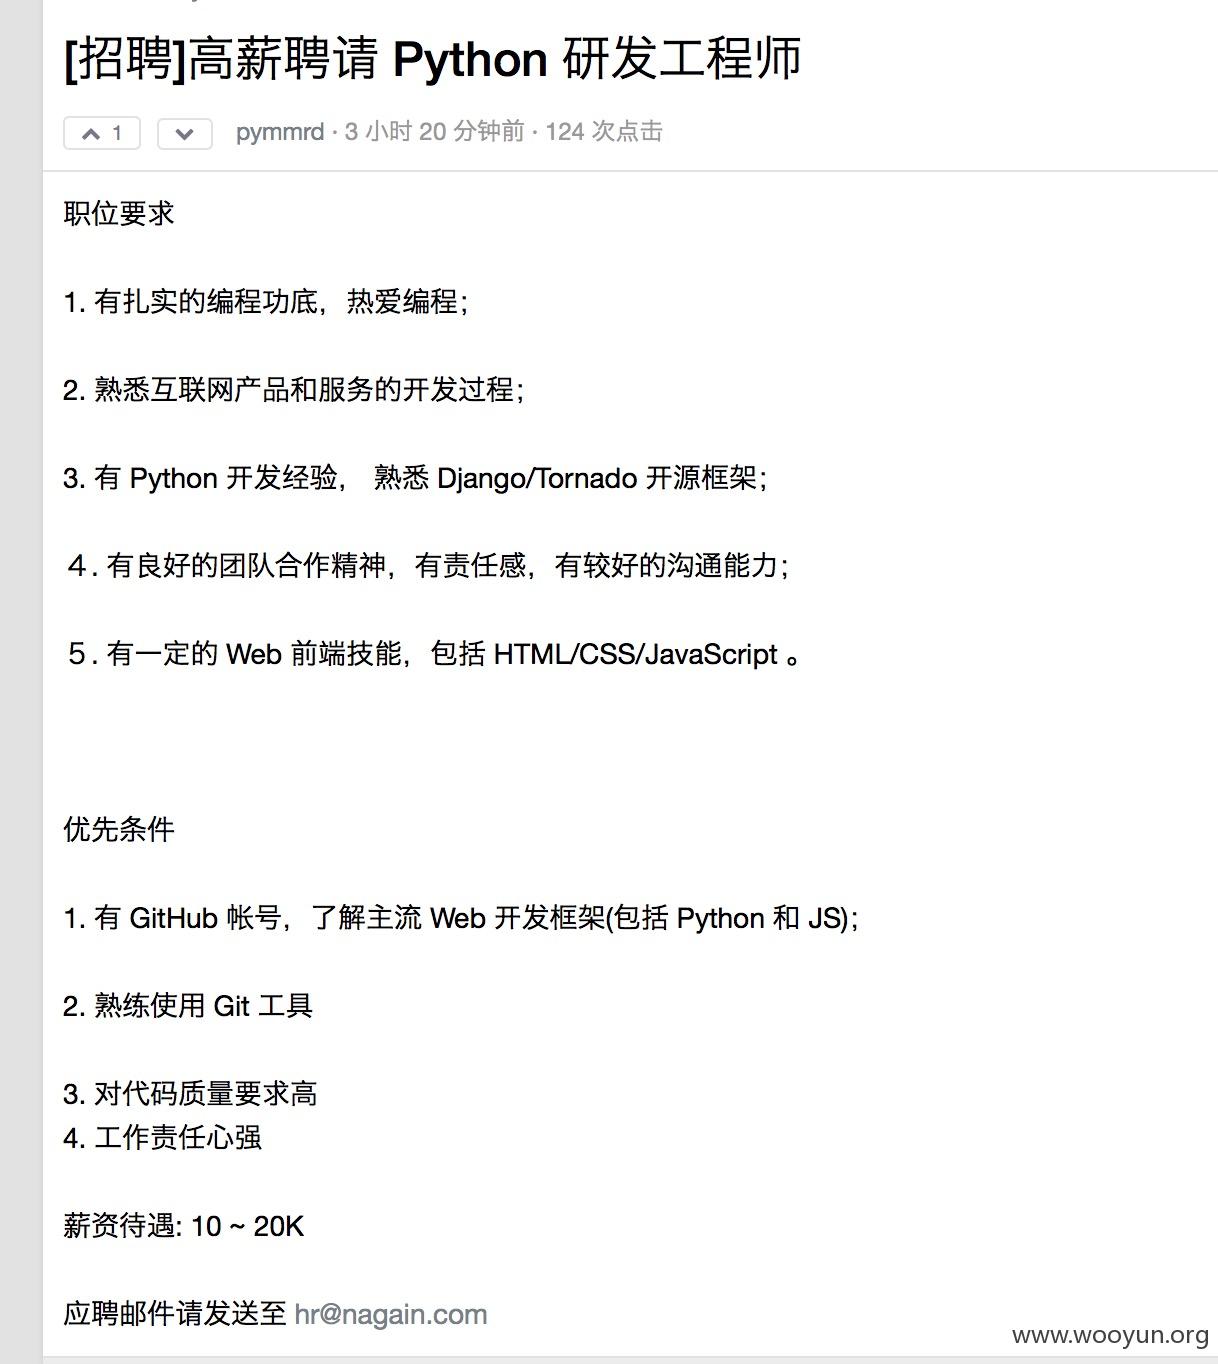 [招聘]高薪聘请 Python 研发工程师
1 pymmrd · 3 小时 20 分钟前 · 124 次点击
职位要求
1. 有扎实的编程功底，热爱编程；
2. 熟悉互联网产品和服务的开发过程；
3. 有 Python 开发经验， 熟悉 Django/Tornado 开源框架；
４. 有良好的团队合作精神，有责任感，有较好的沟通能力；
５. 有一定的 Web 前端技能，包括 HTML/CSS/JavaScript 。
优先条件
1. 有 GitHub 帐号，了解主流 Web 开发框架(包括 Python 和 JS)；
2. 熟练使用 Git 工具
3. 对代码质量要求高
4. 工作责任心强
薪资待遇: 10 ~ 20K
应聘邮件请发送至 hr@nagain.com
www.wooyun.org